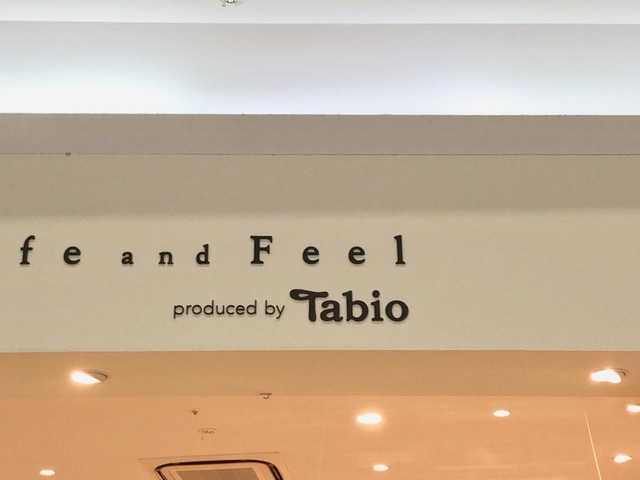 fe and Feel
produced by Tabio